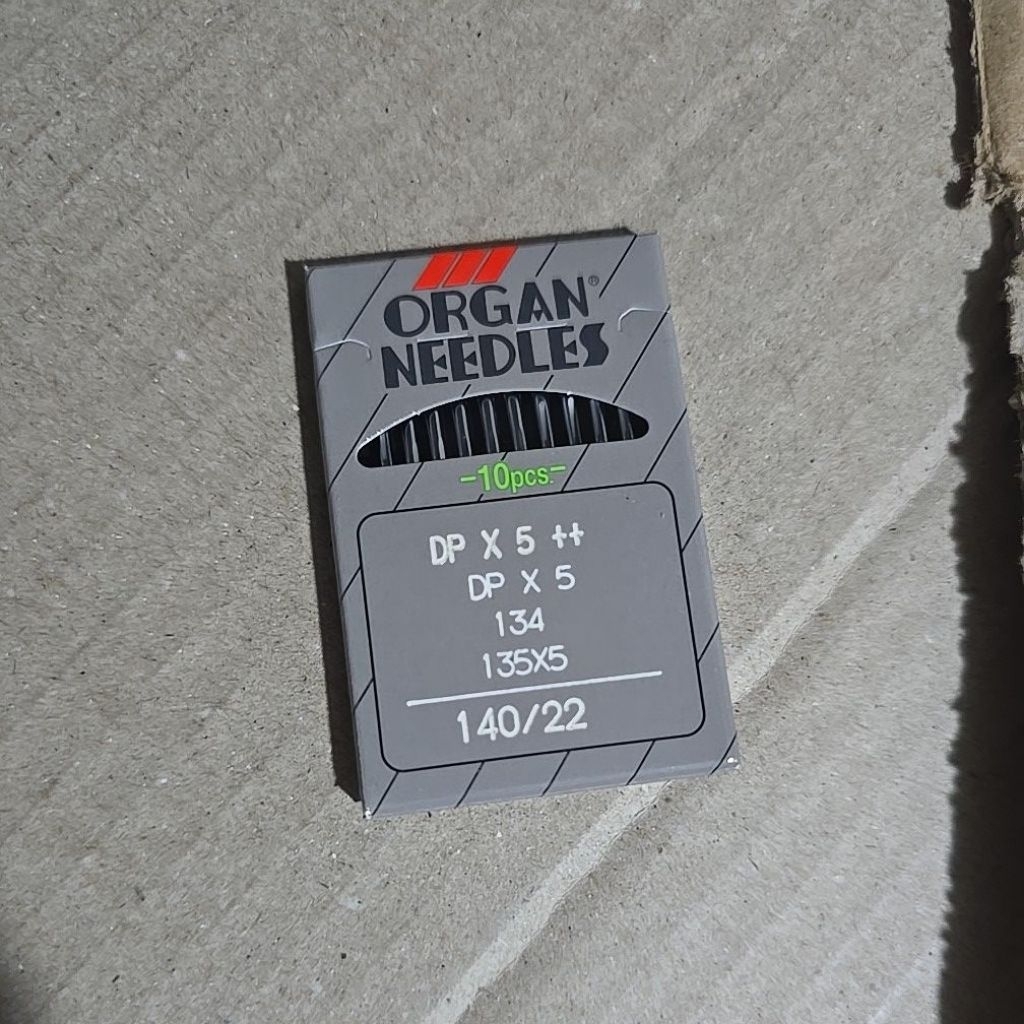 ORGAN®
NEEDLES
-10pcs.-
DP X 5 ++
DP X 5
134
135X5
140/22